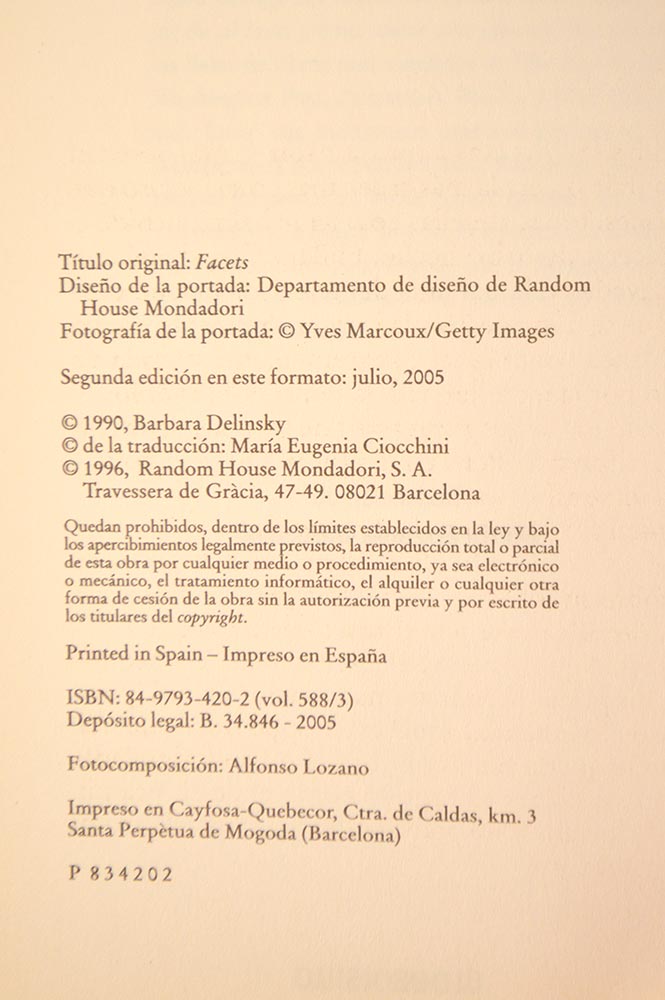 Título original: Facets
Diseño de la portada: Departamento de diseño de Random
House Mondadori
Fotografía de la portada: © Yves Marcoux/Getty Images
Segunda edición en este formato: julio, 2005
© 1990, Barbara Delinsky
© de la traducción: María Eugenia Ciocchini
© 1996, Random House Mondadori, S. A.
Travessera de Gràcia, 47-49. 08021 Barcelona
Quedan prohibidos, dentro de los límites establecidos en la ley y bajo
los apercibimientos legalmente previstos, la reproducción total o parcial
de esta obra por cualquier medio o procedimiento, ya sea electrónico
o mecánico, el tratamiento informático, el alquiler o cualquier otra
forma de cesión de la obra sin la autorización previa y por escrito de
los titulares del copyright.
Printed in Spain – Impreso en España
ISBN: 84-9793-420-2 (vol. 588/3)
Depósito legal: B. 34.846 - 2005
Fotocomposición: Alfonso Lozano
Impreso en Cayfosa-Quebecor, Ctra. de Caldas, km. 3
Santa Perpètua de Mogoda (Barcelona)
P 834202